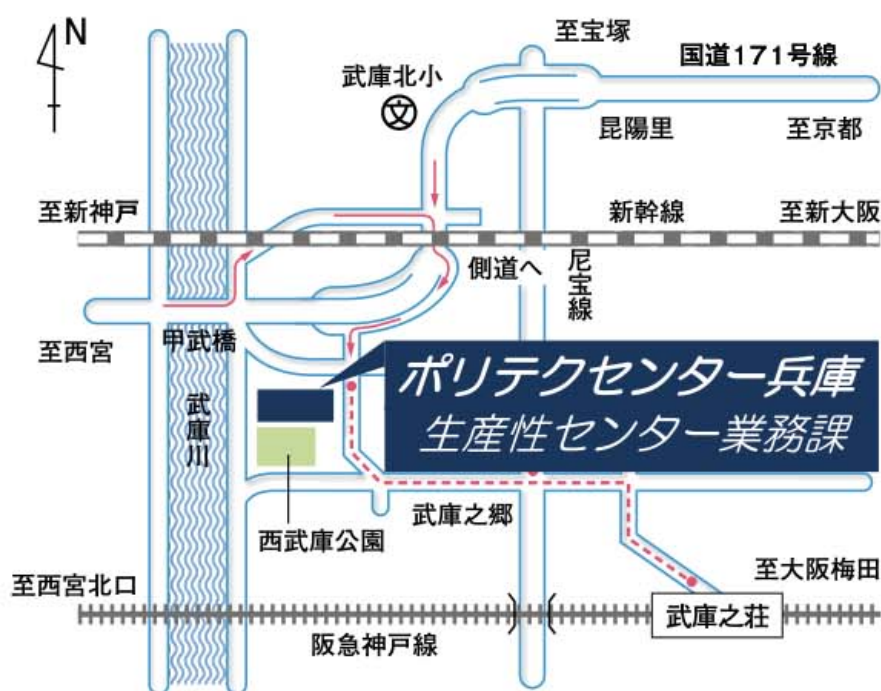 N
至宝塚
国道171号線
武庫北小
文
昆陽里
至京都
至新神戸
新幹線
至新大阪
側道へ
尼宝線
甲武橋
至西宮
ポリテクセンター兵庫
生産性センター業務課
武庫川
武庫之郷
西武庫公園
至西宮北口
至大阪梅田
武庫之荘
阪急神戸線